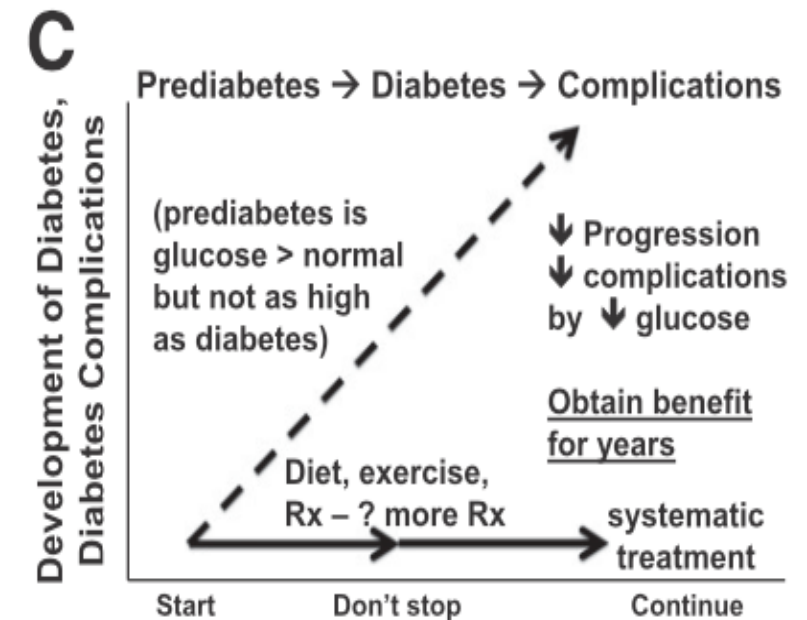 C
Prediabetes → Diabetes → Complications
Development of Diabetes,
Diabetes Complications
(prediabetes is
glucose > normal
but not as high
as diabetes)
↓ Progression
↓ complications
by ↓ glucose
Obtain benefit
for years
Diet, exercise,
Rx – ? more Rx
systematic
treatment
Start Don't stop Continue